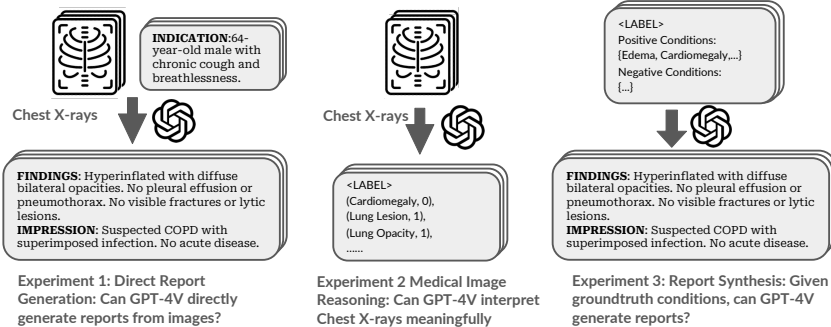 INDICATION:64-
year-old male with
chronic cough and
breathlessness.
Chest X-rays
FINDINGS: Hyperinflated with diffuse
bilateral opacities. No pleural effusion or
pneumothorax. No visible fractures or lytic
lesions.
IMPRESSION: Suspected COPD with
superimposed infection. No acute disease.
Experiment 1: Direct Report
Generation: Can GPT-4V directly
generate reports from images?
Chest X-rays
<LABEL>
(Cardiomegaly, 0),
(Lung Lesion, 1),
(Lung Opacity, 1),
......
Experiment 2 Medical Image
Reasoning: Can GPT-4V interpret
Chest X-rays meaningfully
<LABEL>
Positive Conditions:
{Edema, Cardiomegaly,...}
Negative Conditions:
{...}
FINDINGS: Hyperinflated with diffuse
bilateral opacities. No pleural effusion or
pneumothorax. No visible fractures or lytic
lesions.
IMPRESSION: Suspected COPD with
superimposed infection. No acute disease.
Experiment 3: Report Synthesis: Given
groundtruth conditions, can GPT-4V
generate reports?